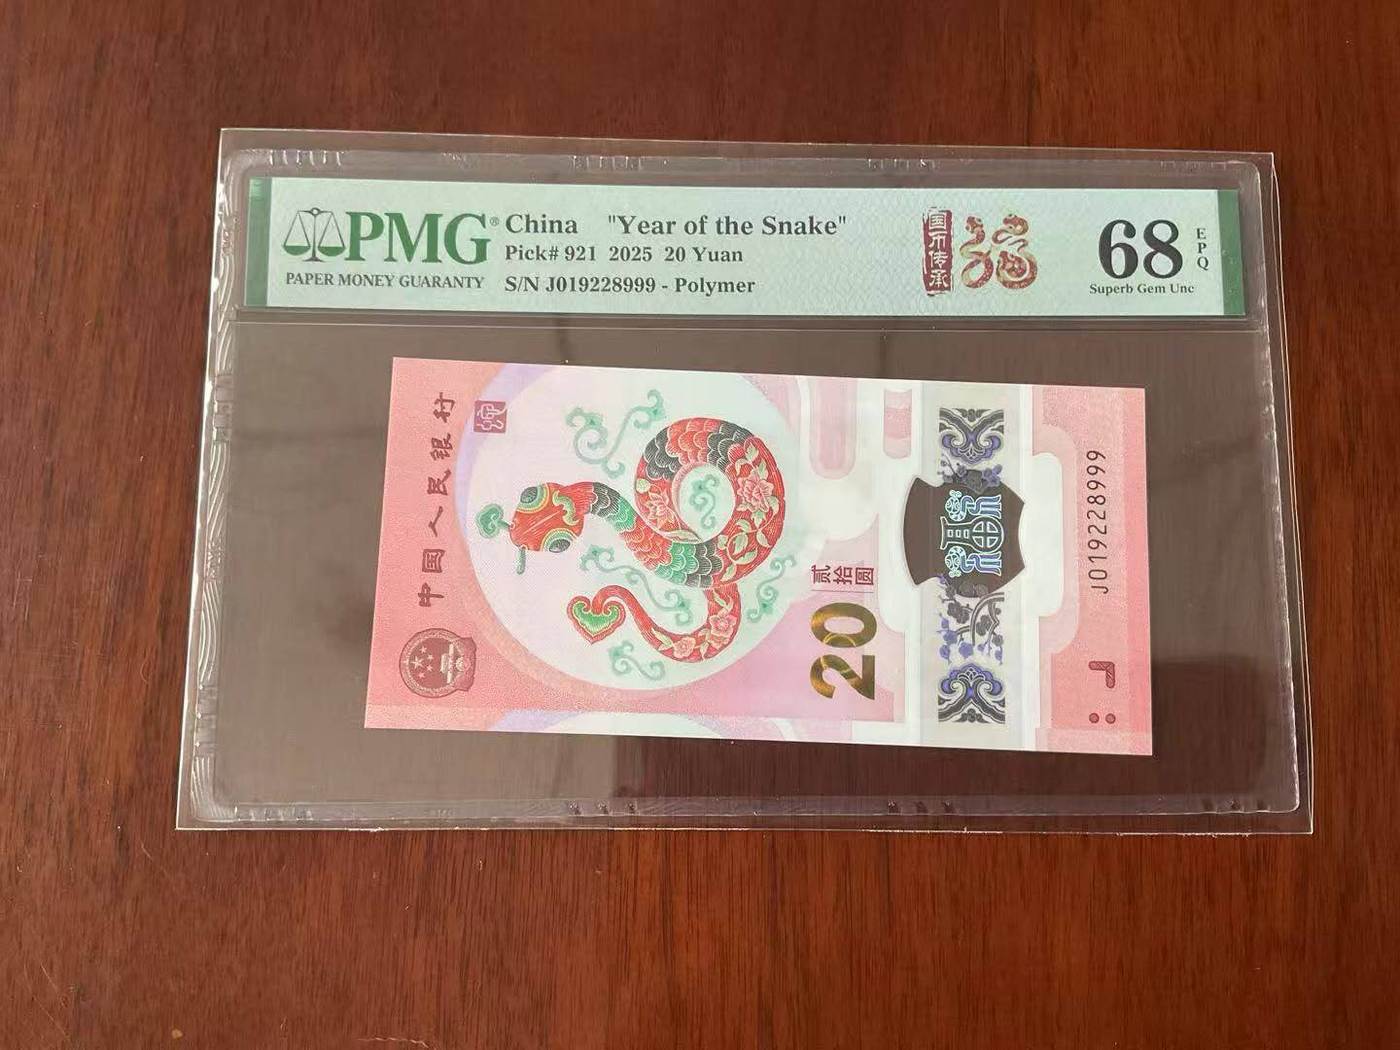 PMG®
PAPER MONEY GUARANTY
China "Year of the Snake"
Pick# 921 2025 20 Yuan
S/N J019228999 - Polymer
国币传承
68
EPQ
Superb Gem Unc
中国人民银行
贰拾圆
20
J019228999